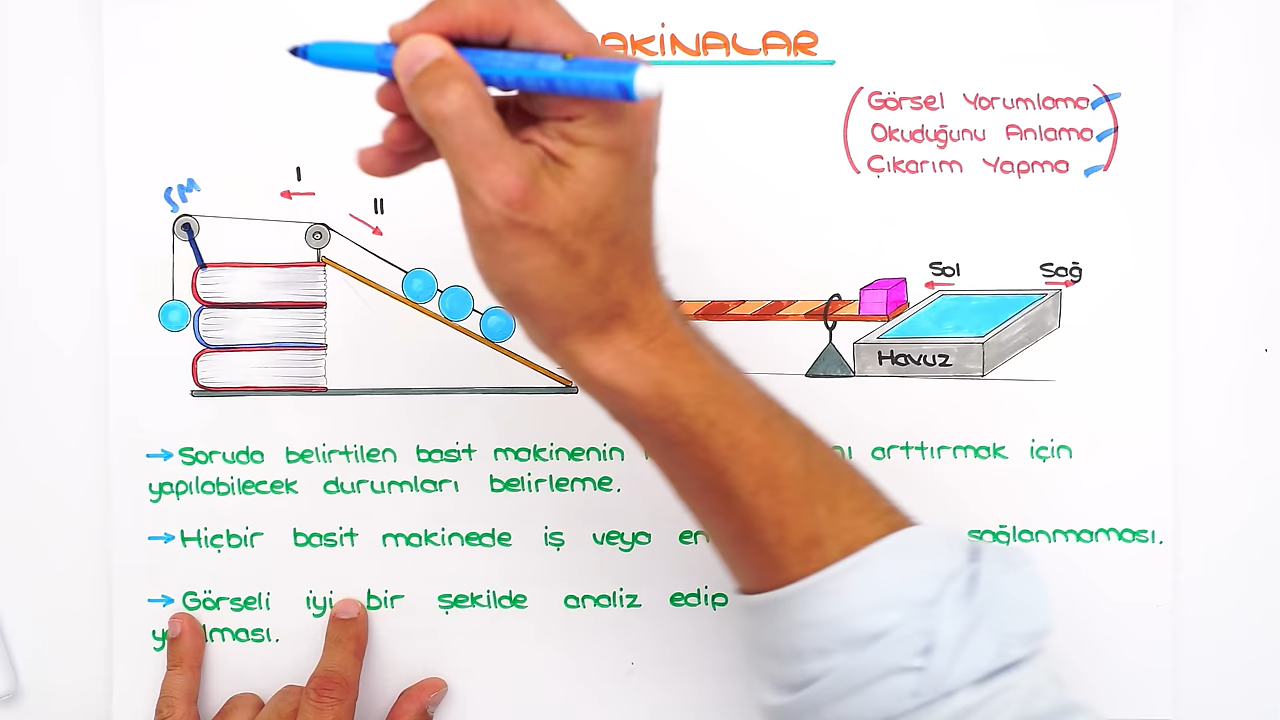 AKİNALAR
(Görsel Yorumlama
Okuduğunu Anlama
Çıkarım Yapma)
SM
I
II
Sol
Sağ
Havuz
→ Soruda belirtilen basit makinenin arttırmak için
yapılabilecek durumları belirleme.
→ Hiçbir basit makinede iş veya en sağlanmaması.
→ Görseli iyi bir şekilde analiz edip